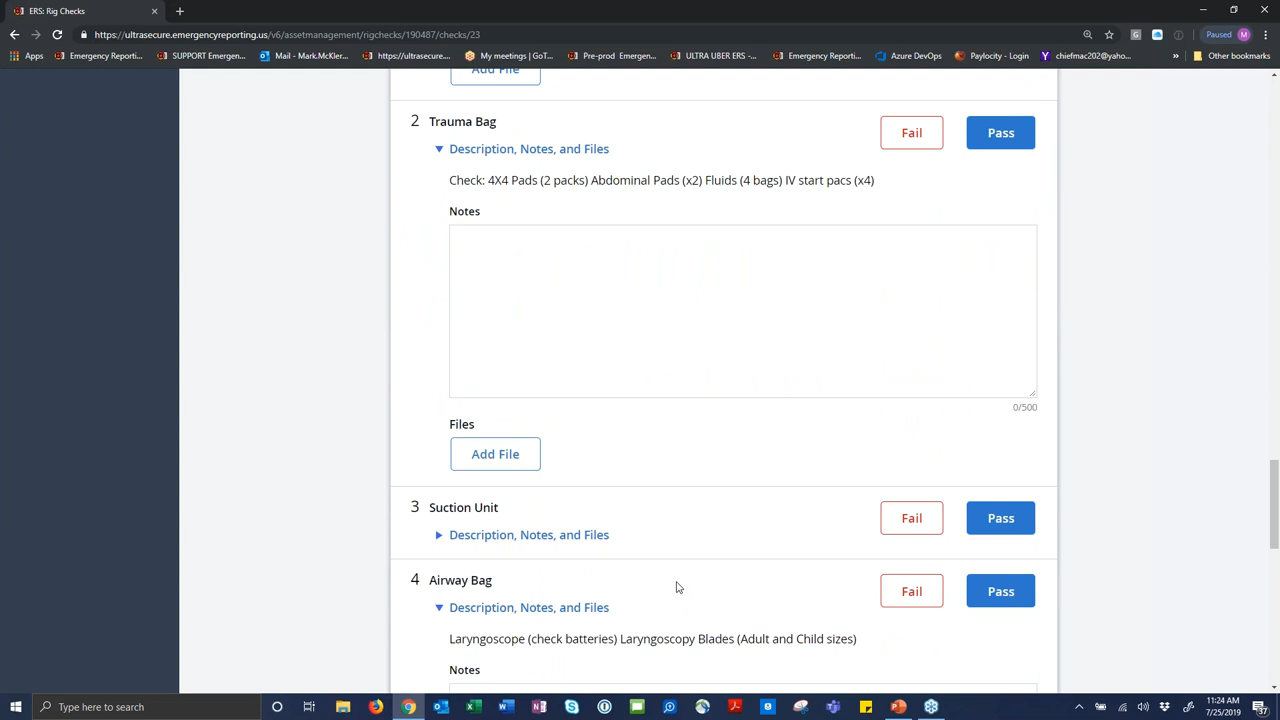 ERS: Rig Checks
https://ultrasecure.emergencyreporting.us/v6/assetmanagement/rigchecks/190487/checks/23
Paused
M
Apps
Emergency Reporti...
SUPPORT Emergen...
Mail - Mark.McKler...
https://ultrasecure...
My meetings | GoT...
Pre-prod Emergen...
ULTRA UBER ERS -...
Emergency Reporti...
Azure DevOps
Paylocity - Login
chiefmac202@yaho...
»
Other bookmarks
Add File
2 Trauma Bag
Fail
Pass
Description, Notes, and Files
Check: 4X4 Pads (2 packs) Abdominal Pads (x2) Fluids (4 bags) IV start pacs (x4)
Notes
0/500
Files
Add File
3 Suction Unit
Fail
Pass
Description, Notes, and Files
4 Airway Bag
Fail
Pass
Description, Notes, and Files
Laryngoscope (check batteries) Laryngoscopy Blades (Adult and Child sizes)
Notes
Type here to search
11:24 AM
7/25/2019